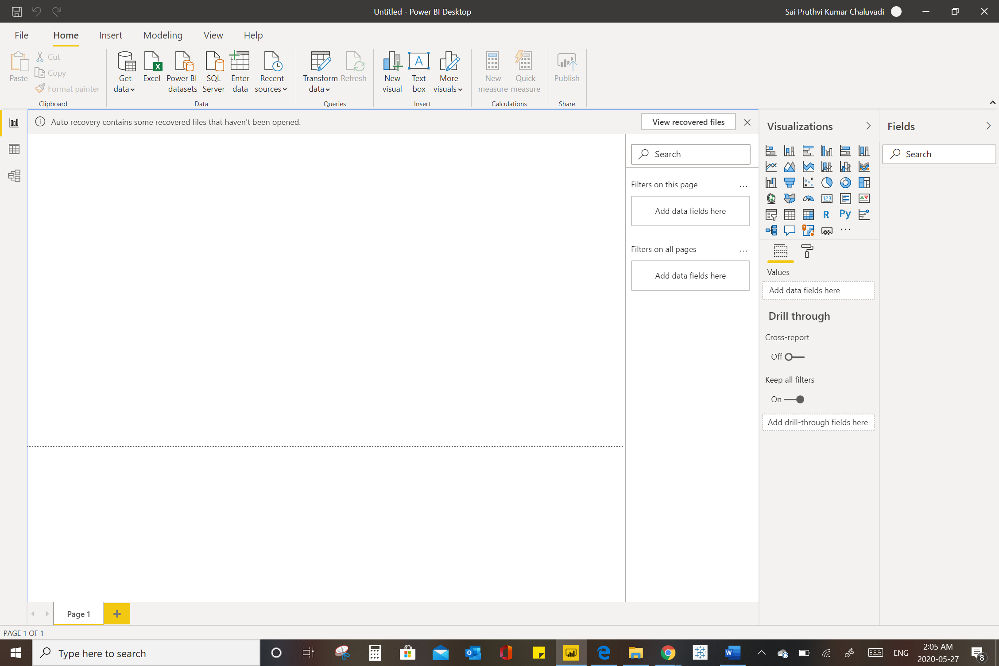 Untitled - Power BI Desktop
Sai Pruthvi Kumar Chaluvadi
File Home Insert Modeling View Help
Paste
Cut
Copy
Format painter
Clipboard
Get data
Excel
Power BI datasets
SQL Server
Enter data
Recent sources
Data
Transform data
Refresh
Queries
New visual
A
Text box
More visuals
Insert
New measure
Quick measure
Calculations
Publish
Share
Auto recovery contains some recovered files that haven't been opened.
View recovered files
Search
Filters on this page
...
Add data fields here
Filters on all pages
...
Add data fields here
Visualizations
123
R Py
...
Values
Add data fields here
Drill through
Cross-report
Off
Keep all filters
On
Add drill-through fields here
Fields
Search
Page 1
PAGE 1 OF 1
Type here to search
ENG
2:05 AM
2020-05-27
8